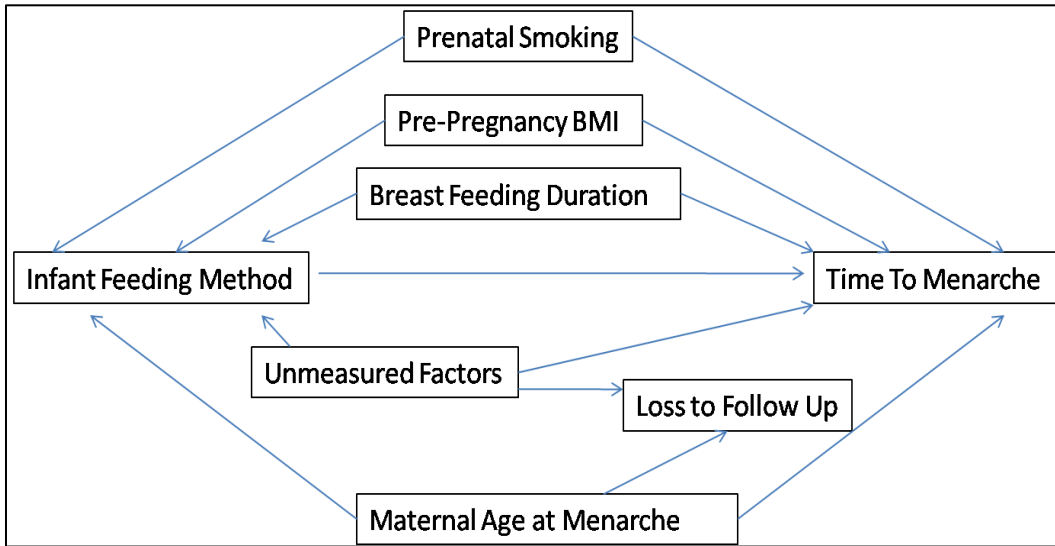 Prenatal Smoking
Pre-Pregnancy BMI
Breast Feeding Duration
Infant Feeding Method
Time To Menarche
Unmeasured Factors
Loss to Follow Up
Maternal Age at Menarche